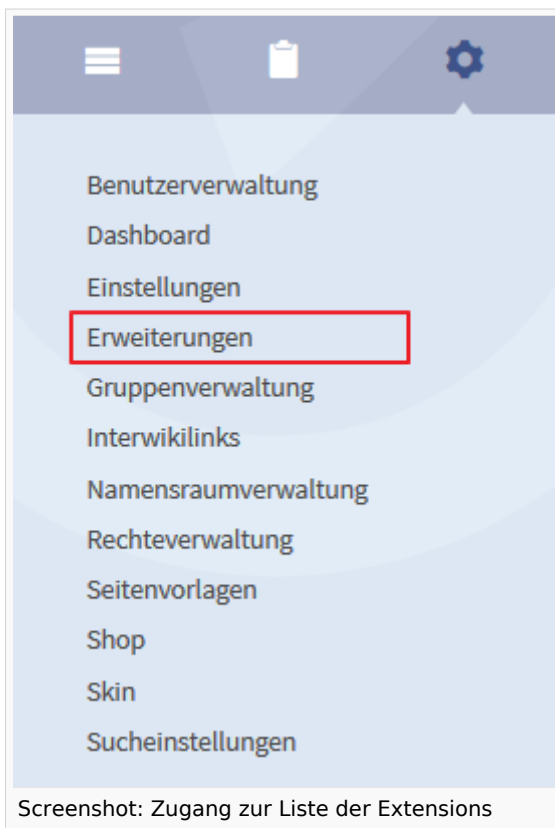 Benutzerverwaltung
Dashboard
Einstellungen
Erweiterungen
Gruppenverwaltung
Interwikilinks
Namensraumverwaltung
Rechteverwaltung
Seitenvorlagen
Shop
Skin
Sucheinstellungen
Screenshot: Zugang zur Liste der Extensions